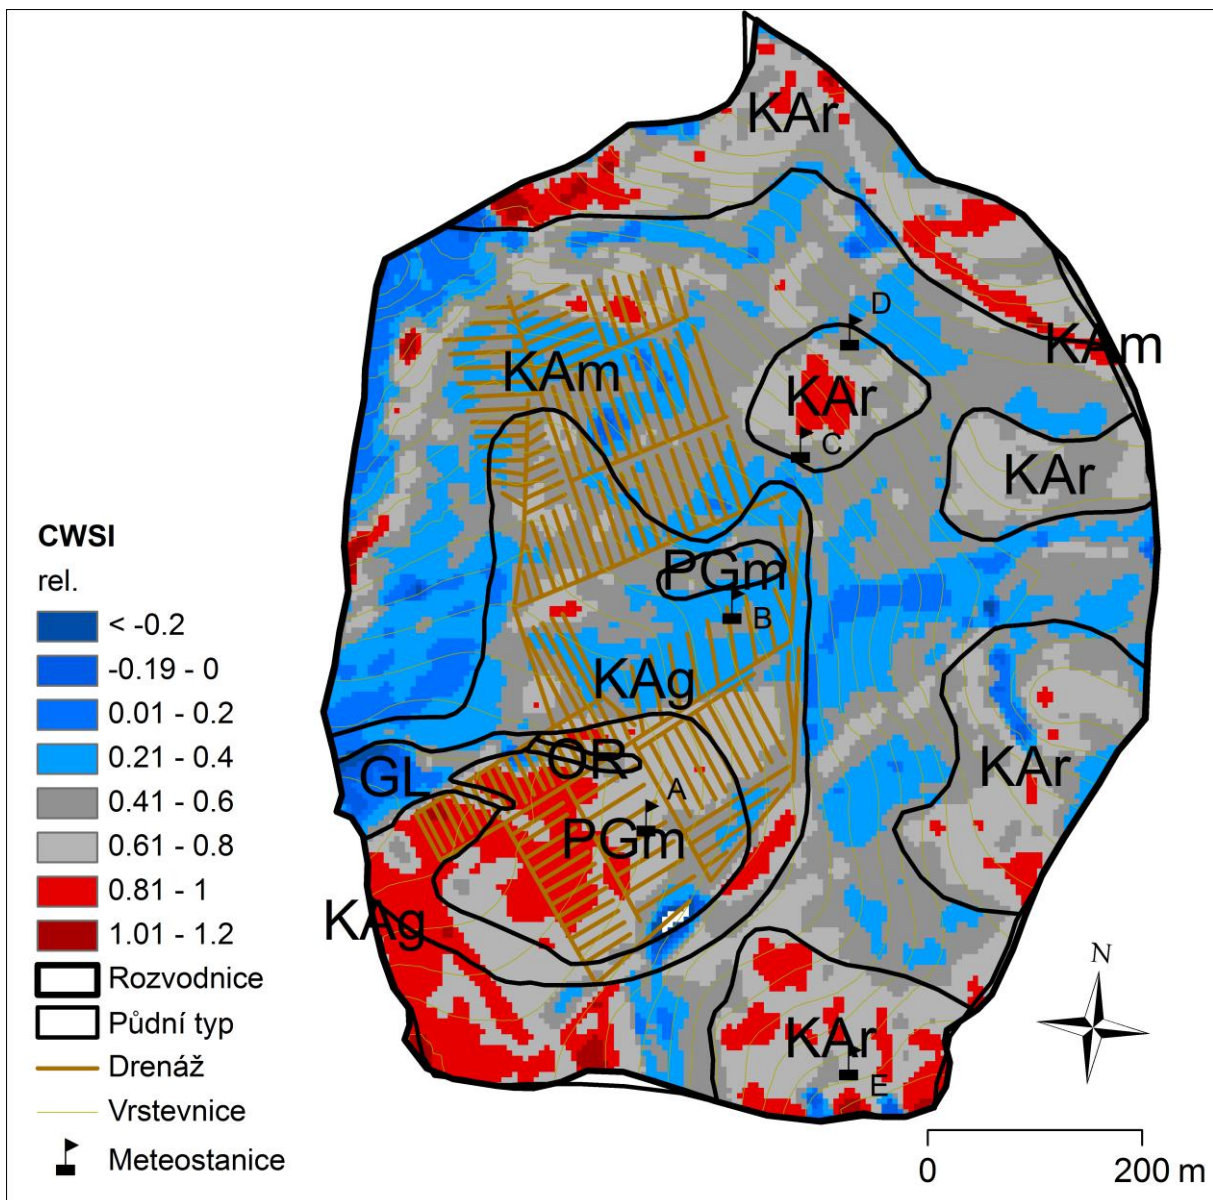 KAr
D
KAm
KAm
KAr
C
KAr
PGm
B
KAg
OR
GL
KAr
A
PGm
KAg
KAr
E
CWSI
rel.
< -0.2
-0.19 - 0
0.01 - 0.2
0.21 - 0.4
0.41 - 0.6
0.61 - 0.8
0.81 - 1
1.01 - 1.2
Rozvodnice
Půdní typ
Drenáž
Vrstevnice
Meteostanice
N
0 200 m